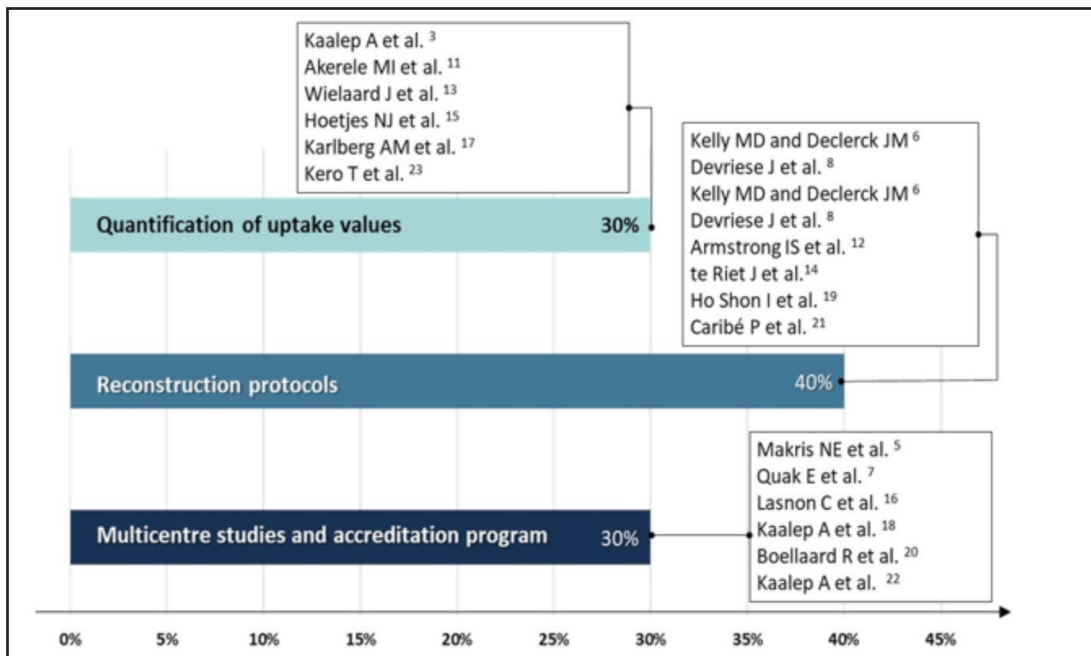 Kaalep A et al. 3
Akerele MI et al. 11
Wielaard J et al. 13
Hoetjes NJ et al. 15
Karlberg AM et al. 17
Kero T et al. 23
Quantification of uptake values 30%
Kelly MD and Declerck JM 6
Devriese J et al. 8
Kelly MD and Declerck JM 6
Devriese J et al. 8
Armstrong IS et al. 12
te Riet J et al.14
Ho Shon I et al. 19
Caribé P et al. 21
Reconstruction protocols 40%
Makris NE et al. 5
Quak E et al. 7
Lasnon C et al. 16
Kaalep A et al. 18
Boellaard R et al. 20
Kaalep A et al. 22
Multicentre studies and accreditation program 30%
0% 5% 10% 15% 20% 25% 30% 35% 40% 45%